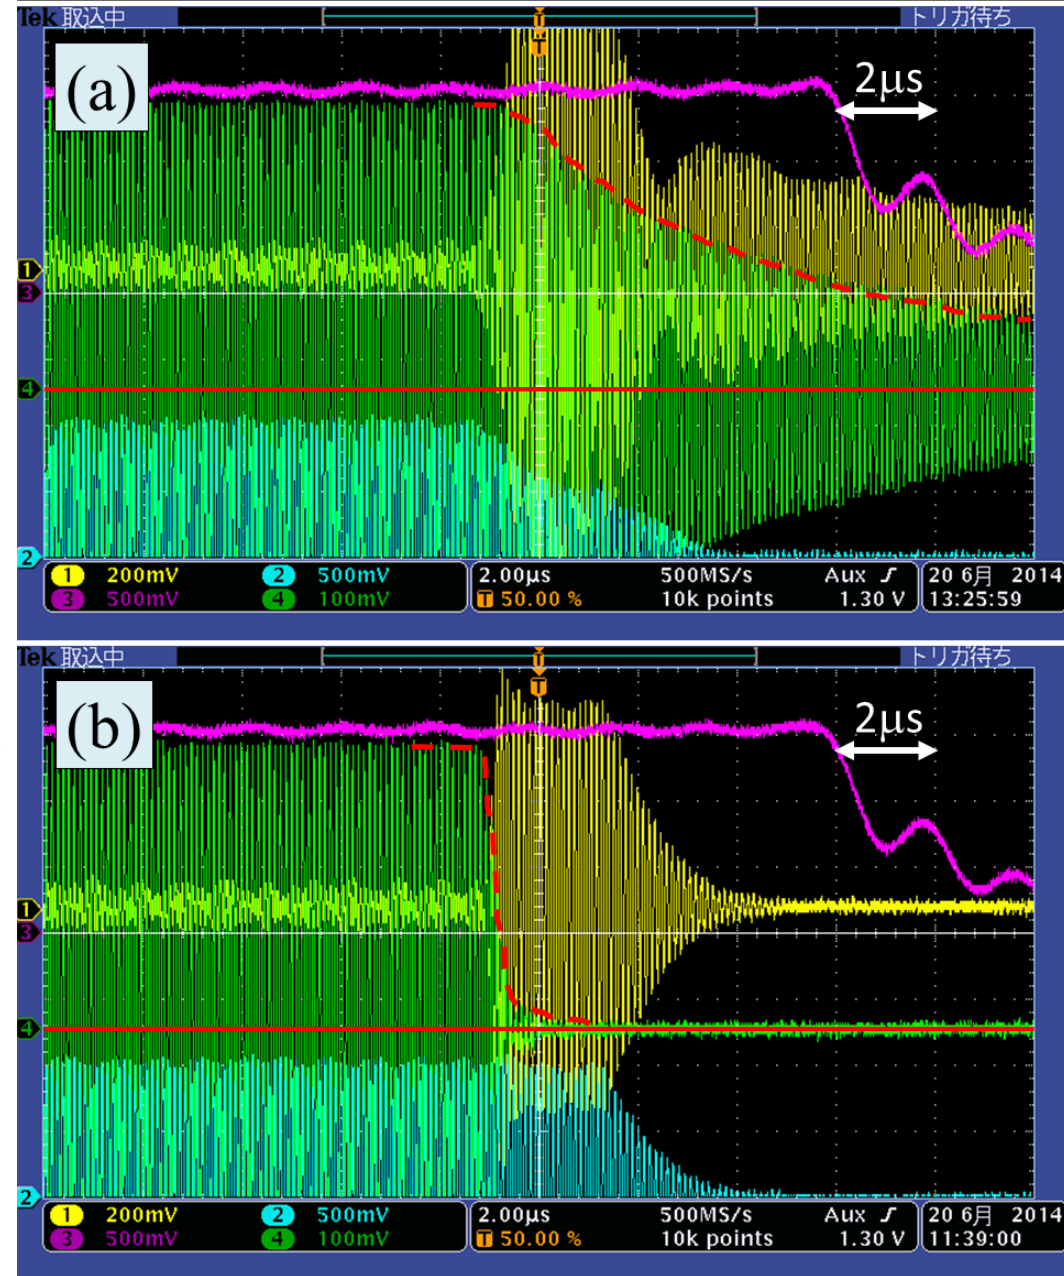 Tek 取込中 トリガ待ち
T
T
(a)
2μs
1
3
4
2
1 200mV 2 500mV 2.00μs 500MS/s Aux 20 6月 2014
3 500mV 4 100mV T 50.00 % 10k points 1.30 V 13:25:59
Tek 取込中 トリガ待ち
T
T
(b)
2μs
1
3
4
2
1 200mV 2 500mV 2.00μs 500MS/s Aux 20 6月 2014
3 500mV 4 100mV T 50.00 % 10k points 1.30 V 11:39:00